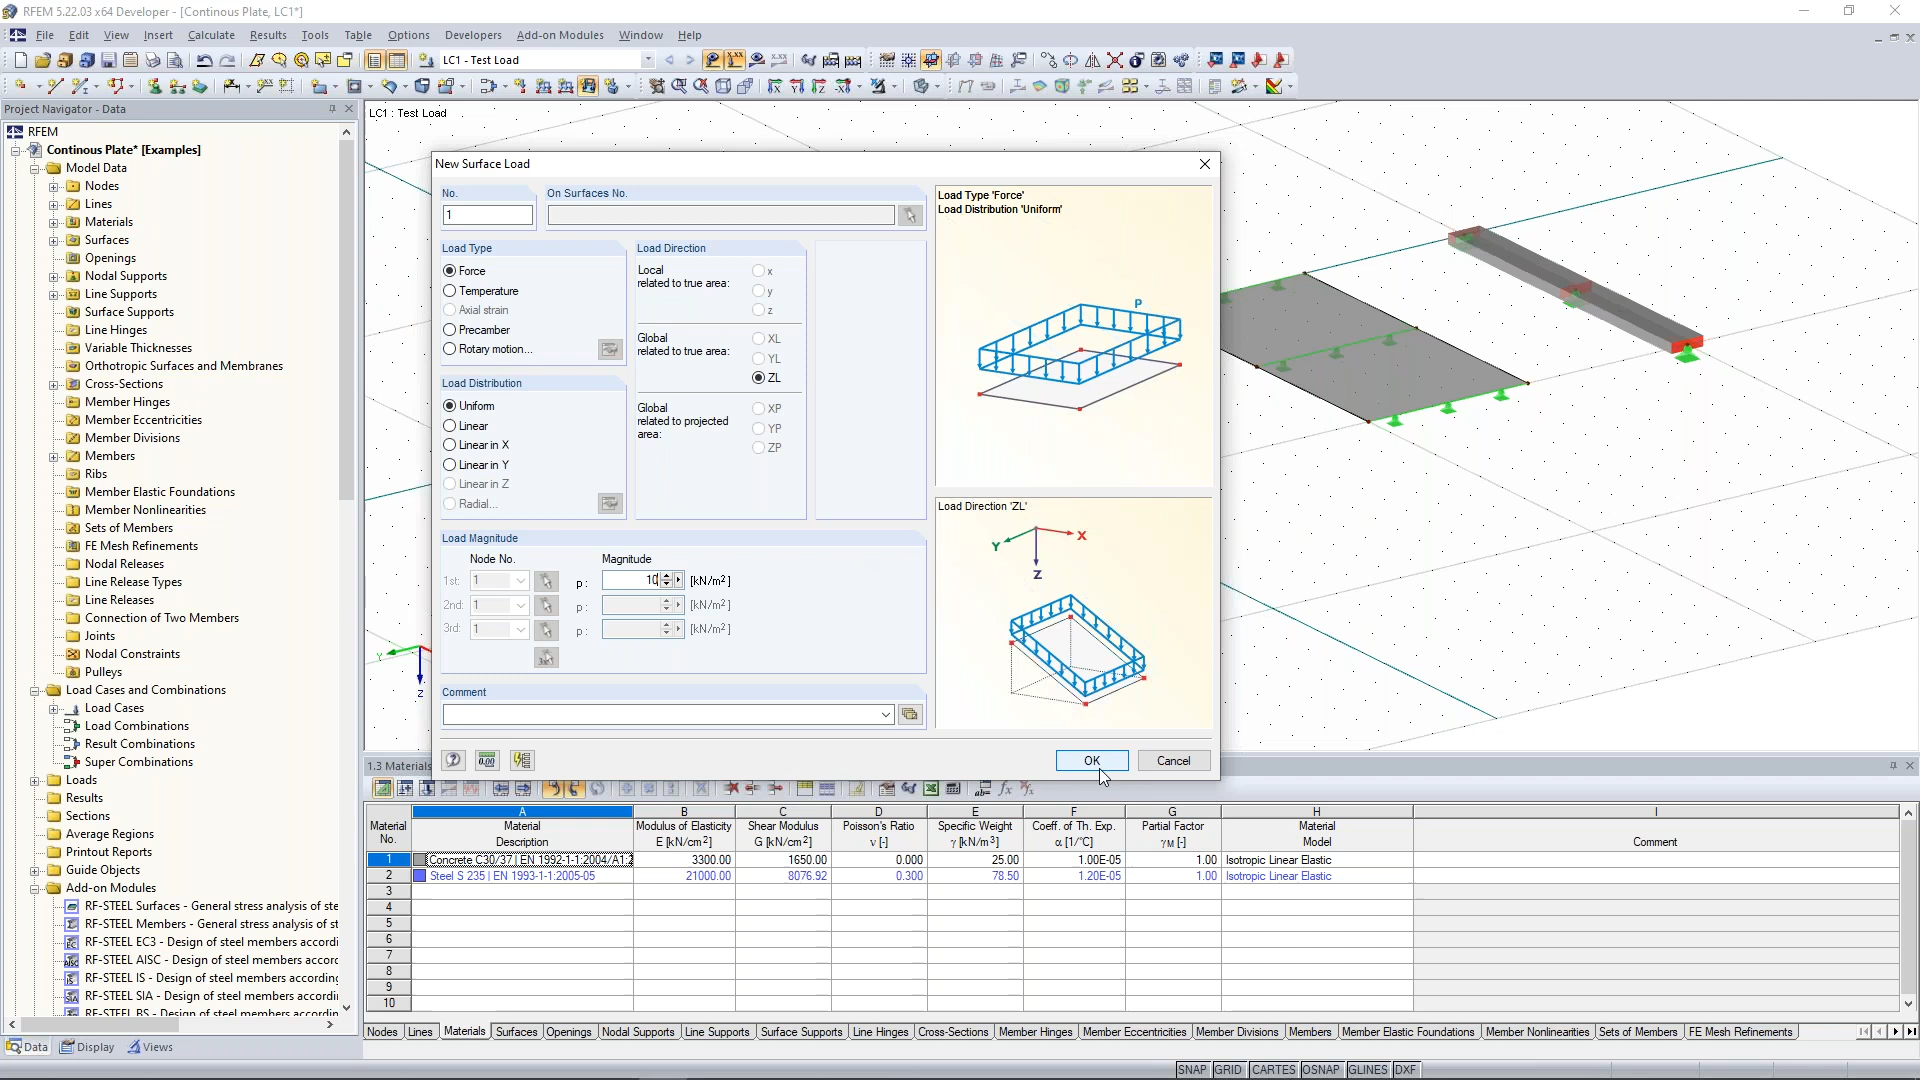 RFEM 5.22.03 x64 Developer - [Continous Plate, LC1*]
File Edit View Insert Calculate Results Tools Table Options Developers Add-on Modules Window Help
LC1 - Test Load
Project Navigator - Data
RFEM
Continous Plate* [Examples]
Model Data
Nodes
Lines
Materials
Surfaces
Openings
Nodal Supports
Line Supports
Surface Supports
Line Hinges
Variable Thicknesses
Orthotropic Surfaces and Membranes
Cross-Sections
Member Hinges
Member Eccentricities
Member Divisions
Members
Ribs
Member Elastic Foundations
Member Nonlinearities
Sets of Members
FE Mesh Refinements
Nodal Releases
Line Release Types
Line Releases
Connection of Two Members
Joints
Nodal Constraints
Pulleys
Load Cases and Combinations
Load Cases
Load Combinations
Result Combinations
Super Combinations
Loads
Results
Sections
Average Regions
Printout Reports
Guide Objects
Add-on Modules
RF-STEEL Surfaces - General stress analysis of ste
RF-STEEL Members - General stress analysis of st
RF-STEEL EC3 - Design of steel members accordi
RF-STEEL AISC - Design of steel members accorc
RF-STEEL IS - Design of steel members according
RF-STEEL SIA - Design of steel members accordi
RF-STEEL BS - Design of steel members according
Data Display Views
LC1 : Test Load
New Surface Load
No.
1
On Surfaces No.
Load Type
Force
Temperature
Axial strain
Precamber
Rotary motion...
Load Direction
Local
related to true area:
x
y
z
Global
related to true area:
XL
YL
ZL
Global
related to projected
area:
XP
YP
ZP
Load Distribution
Uniform
Linear
Linear in X
Linear in Y
Linear in Z
Radial...
Load Magnitude
Node No. Magnitude
1st: 1 p : 10 [kN/m²]
2nd: 1 p : [kN/m²]
3rd: 1 p : [kN/m²]
Comment
OK Cancel
Load Type 'Force'
Load Distribution 'Uniform'
P
Load Direction 'ZL'
Y X
Z
Y
Z
1.3 Materials
A B C D E F G H I
Material No.
Material Description
Modulus of Elasticity E [kN/cm²]
Shear Modulus G [kN/cm²]
Poisson's Ratio ν [-]
Specific Weight γ [kN/m³]
Coeff. of Th. Exp. α [1/°C]
Partial Factor γM [-]
Material Model
Comment
1 Concrete C30/37 | EN 1992-1-1:2004/A1:2 3300.00 1650.00 0.000 25.00 1.00E-05 1.00 Isotropic Linear Elastic
2 Steel S 235 | EN 1993-1-1:2005-05 21000.00 8076.92 0.300 78.50 1.20E-05 1.00 Isotropic Linear Elastic
3
4
5
6
7
8
9
10
Nodes Lines Materials Surfaces Openings Nodal Supports Line Supports Surface Supports Line Hinges Cross-Sections Member Hinges Member Eccentricities Member Divisions Members Member Elastic Foundations Member Nonlinearities Sets of Members FE Mesh Refinements
SNAP GRID CARTES OSNAP GLINES DXF